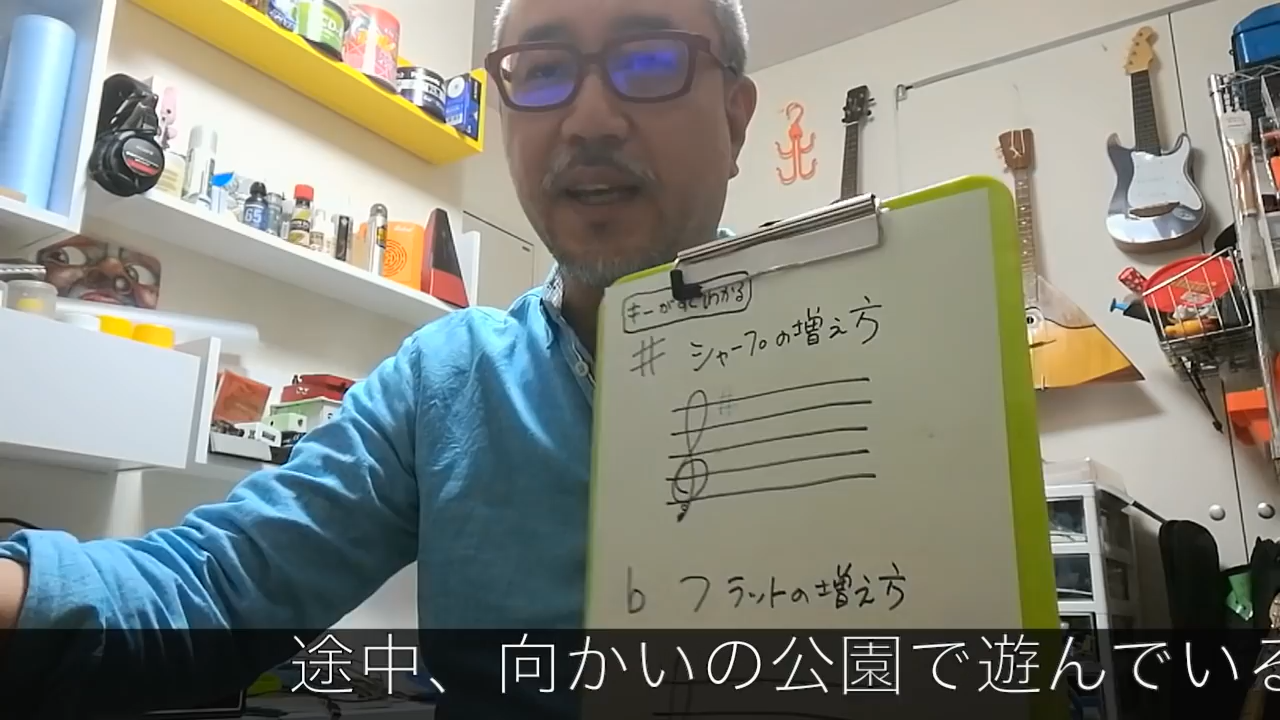 キーがすぐわかる
# シャープの増え方
#
b フラットの増え方
途中、向かいの公園で遊んでいる